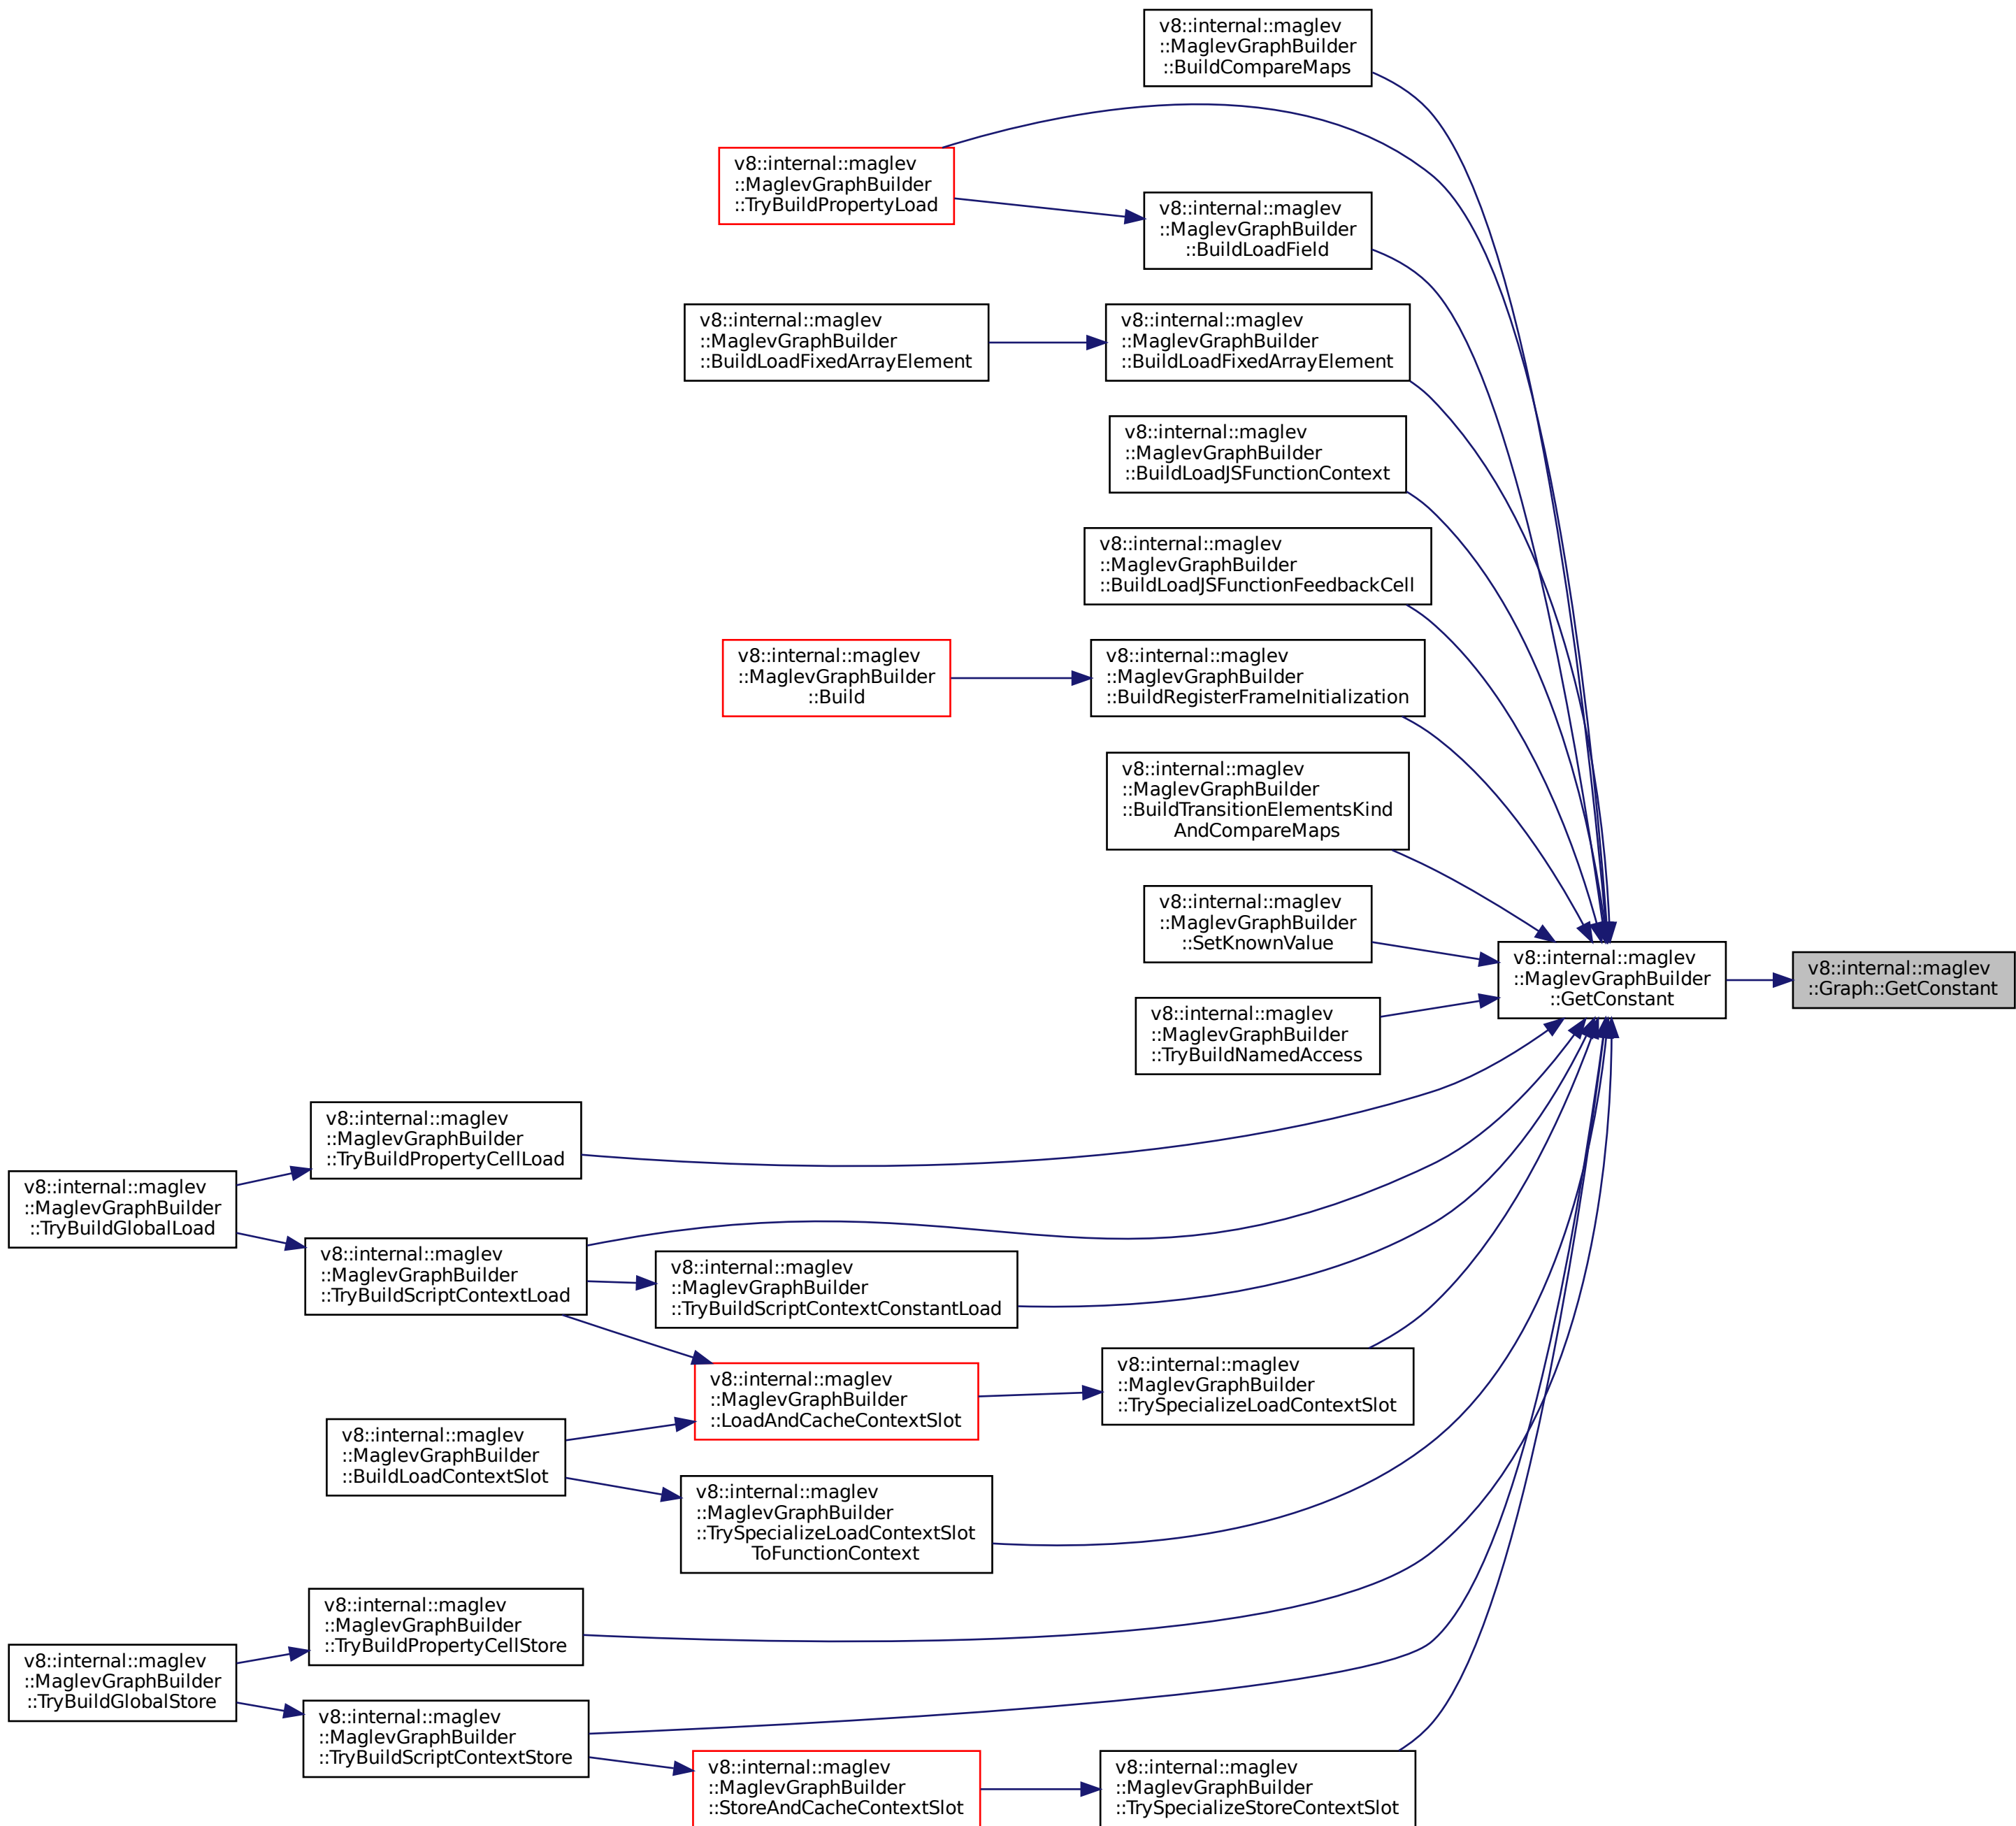 v8::internal::maglev
::MaglevGraphBuilder
::BuildCompareMaps
v8::internal::maglev
::MaglevGraphBuilder
::TryBuildPropertyLoad
v8::internal::maglev
::MaglevGraphBuilder
::BuildLoadField
v8::internal::maglev
::MaglevGraphBuilder
::BuildLoadFixedArrayElement
v8::internal::maglev
::MaglevGraphBuilder
::BuildLoadFixedArrayElement
v8::internal::maglev
::MaglevGraphBuilder
::BuildLoadJSFunctionContext
v8::internal::maglev
::MaglevGraphBuilder
::BuildLoadJSFunctionFeedbackCell
v8::internal::maglev
::MaglevGraphBuilder
::Build
v8::internal::maglev
::MaglevGraphBuilder
::BuildRegisterFrameInitialization
v8::internal::maglev
::MaglevGraphBuilder
::BuildTransitionElementsKind
AndCompareMaps
v8::internal::maglev
::MaglevGraphBuilder
::SetKnownValue
v8::internal::maglev
::MaglevGraphBuilder
::GetConstant
v8::internal::maglev
::Graph::GetConstant
v8::internal::maglev
::MaglevGraphBuilder
::TryBuildNamedAccess
v8::internal::maglev
::MaglevGraphBuilder
::TryBuildPropertyCellLoad
v8::internal::maglev
::MaglevGraphBuilder
::TryBuildGlobalLoad
v8::internal::maglev
::MaglevGraphBuilder
::TryBuildScriptContextLoad
v8::internal::maglev
::MaglevGraphBuilder
::TryBuildScriptContextConstantLoad
v8::internal::maglev
::MaglevGraphBuilder
::LoadAndCacheContextSlot
v8::internal::maglev
::MaglevGraphBuilder
::TrySpecializeLoadContextSlot
v8::internal::maglev
::MaglevGraphBuilder
::BuildLoadContextSlot
v8::internal::maglev
::MaglevGraphBuilder
::TrySpecializeLoadContextSlot
ToFunctionContext
v8::internal::maglev
::MaglevGraphBuilder
::TryBuildPropertyCellStore
v8::internal::maglev
::MaglevGraphBuilder
::TryBuildGlobalStore
v8::internal::maglev
::MaglevGraphBuilder
::TryBuildScriptContextStore
v8::internal::maglev
::MaglevGraphBuilder
::StoreAndCacheContextSlot
v8::internal::maglev
::MaglevGraphBuilder
::TrySpecializeStoreContextSlot